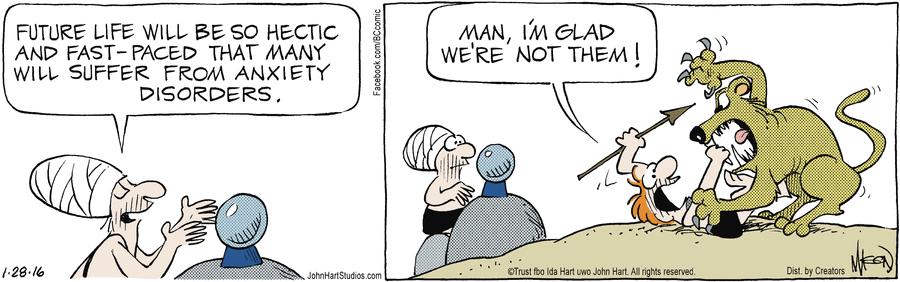 FUTURE LIFE WILL BE SO HECTIC
AND FAST-PACED THAT MANY
WILL SUFFER FROM ANXIETY
DISORDERS.
1·28·16
JohnHartStudios.com
Facebook.com/BCcomic
MAN, I'M GLAD
WE'RE NOT THEM!
©Trust fbo Ida Hart uwo John Hart. All rights reserved.
Dist. by Creators
MASON